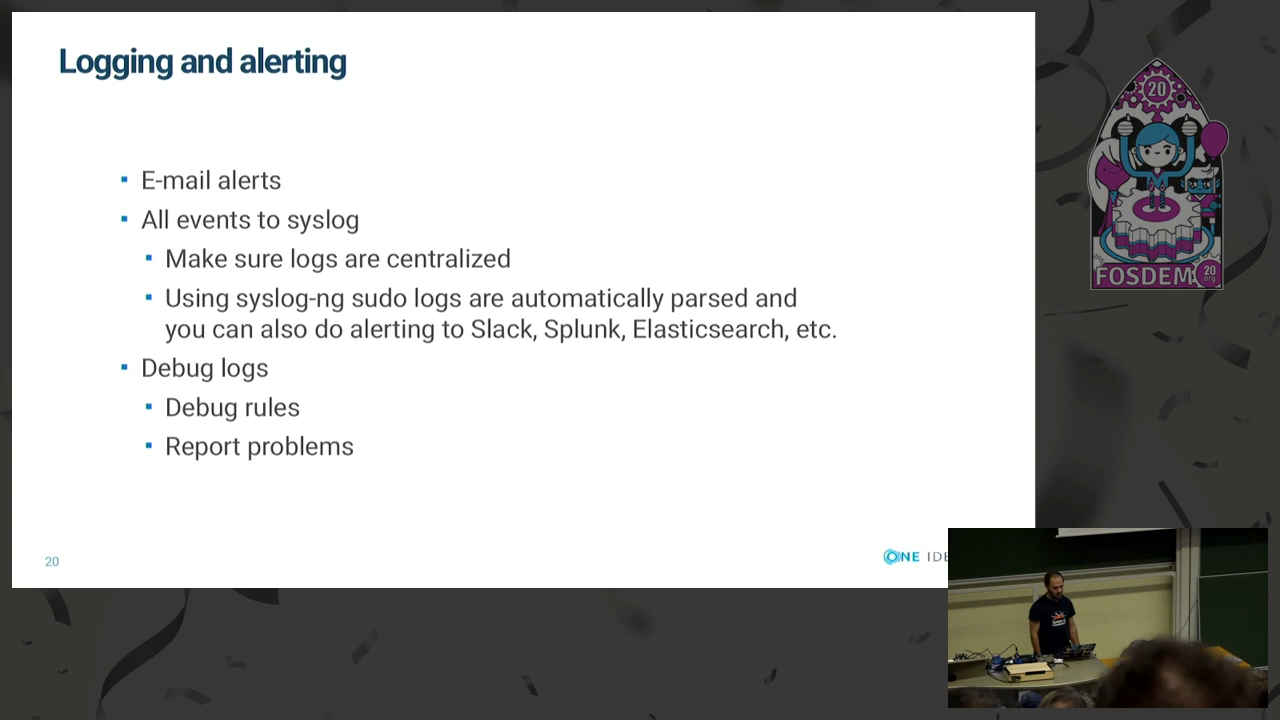 Logging and alerting
▪ E-mail alerts
▪ All events to syslog
▪ Make sure logs are centralized
▪ Using syslog-ng sudo logs are automatically parsed and
you can also do alerting to Slack, Splunk, Elasticsearch, etc.
▪ Debug logs
▪ Debug rules
▪ Report problems
20
ONE IDE
20
FOSDEM
20
org